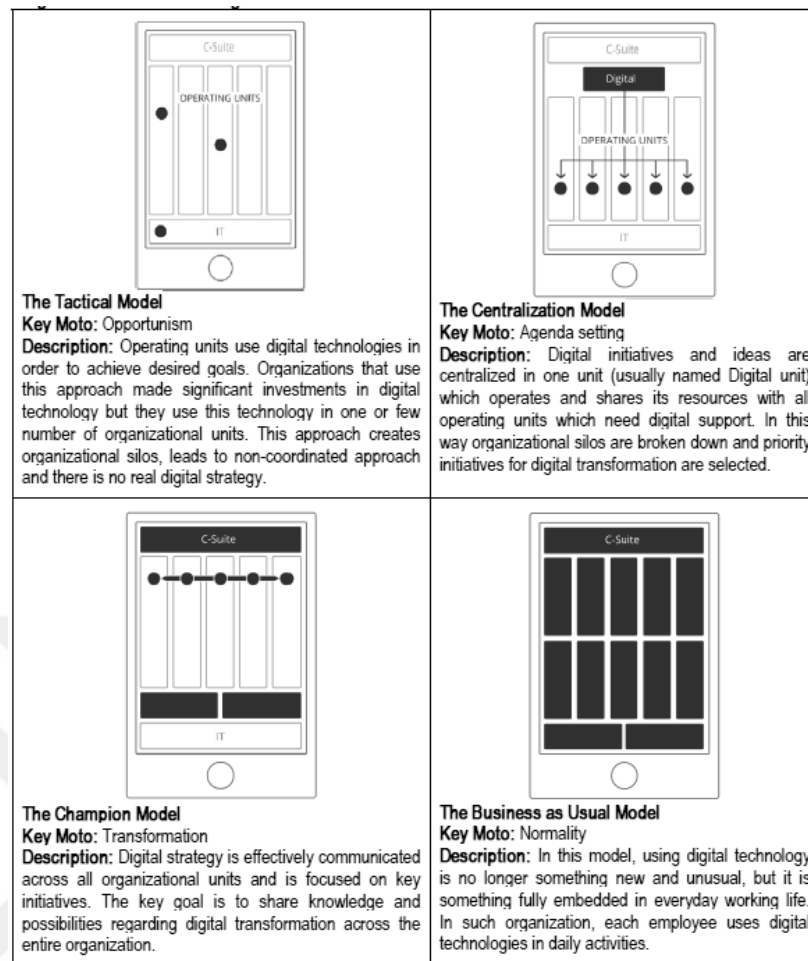 C-Suite
OPERATING UNITS
IT
The Tactical Model
Key Moto: Opportunism
Description: Operating units use digital technologies in
order to achieve desired goals. Organizations that use
this approach made significant investments in digital
technology but they use this technology in one or few
number of organizational units. This approach creates
organizational silos, leads to non-coordinated approach
and there is no real digital strategy.
C-Suite
Digital
OPERATING UNITS
IT
The Centralization Model
Key Moto: Agenda setting
Description: Digital initiatives and ideas are
centralized in one unit (usually named Digital unit)
which operates and shares its resources with all
operating units which need digital support. In this
way organizational silos are broken down and priority
initiatives for digital transformation are selected.
C-Suite
IT
The Champion Model
Key Moto: Transformation
Description: Digital strategy is effectively communicated
across all organizational units and is focused on key
initiatives. The key goal is to share knowledge and
possibilities regarding digital transformation across the
entire organization.
C-Suite
The Business as Usual Model
Key Moto: Normality
Description: In this model, using digital technology
is no longer something new and unusual, but it is
something fully embedded in everyday working life.
In such organization, each employee uses digital
technologies in daily activities.